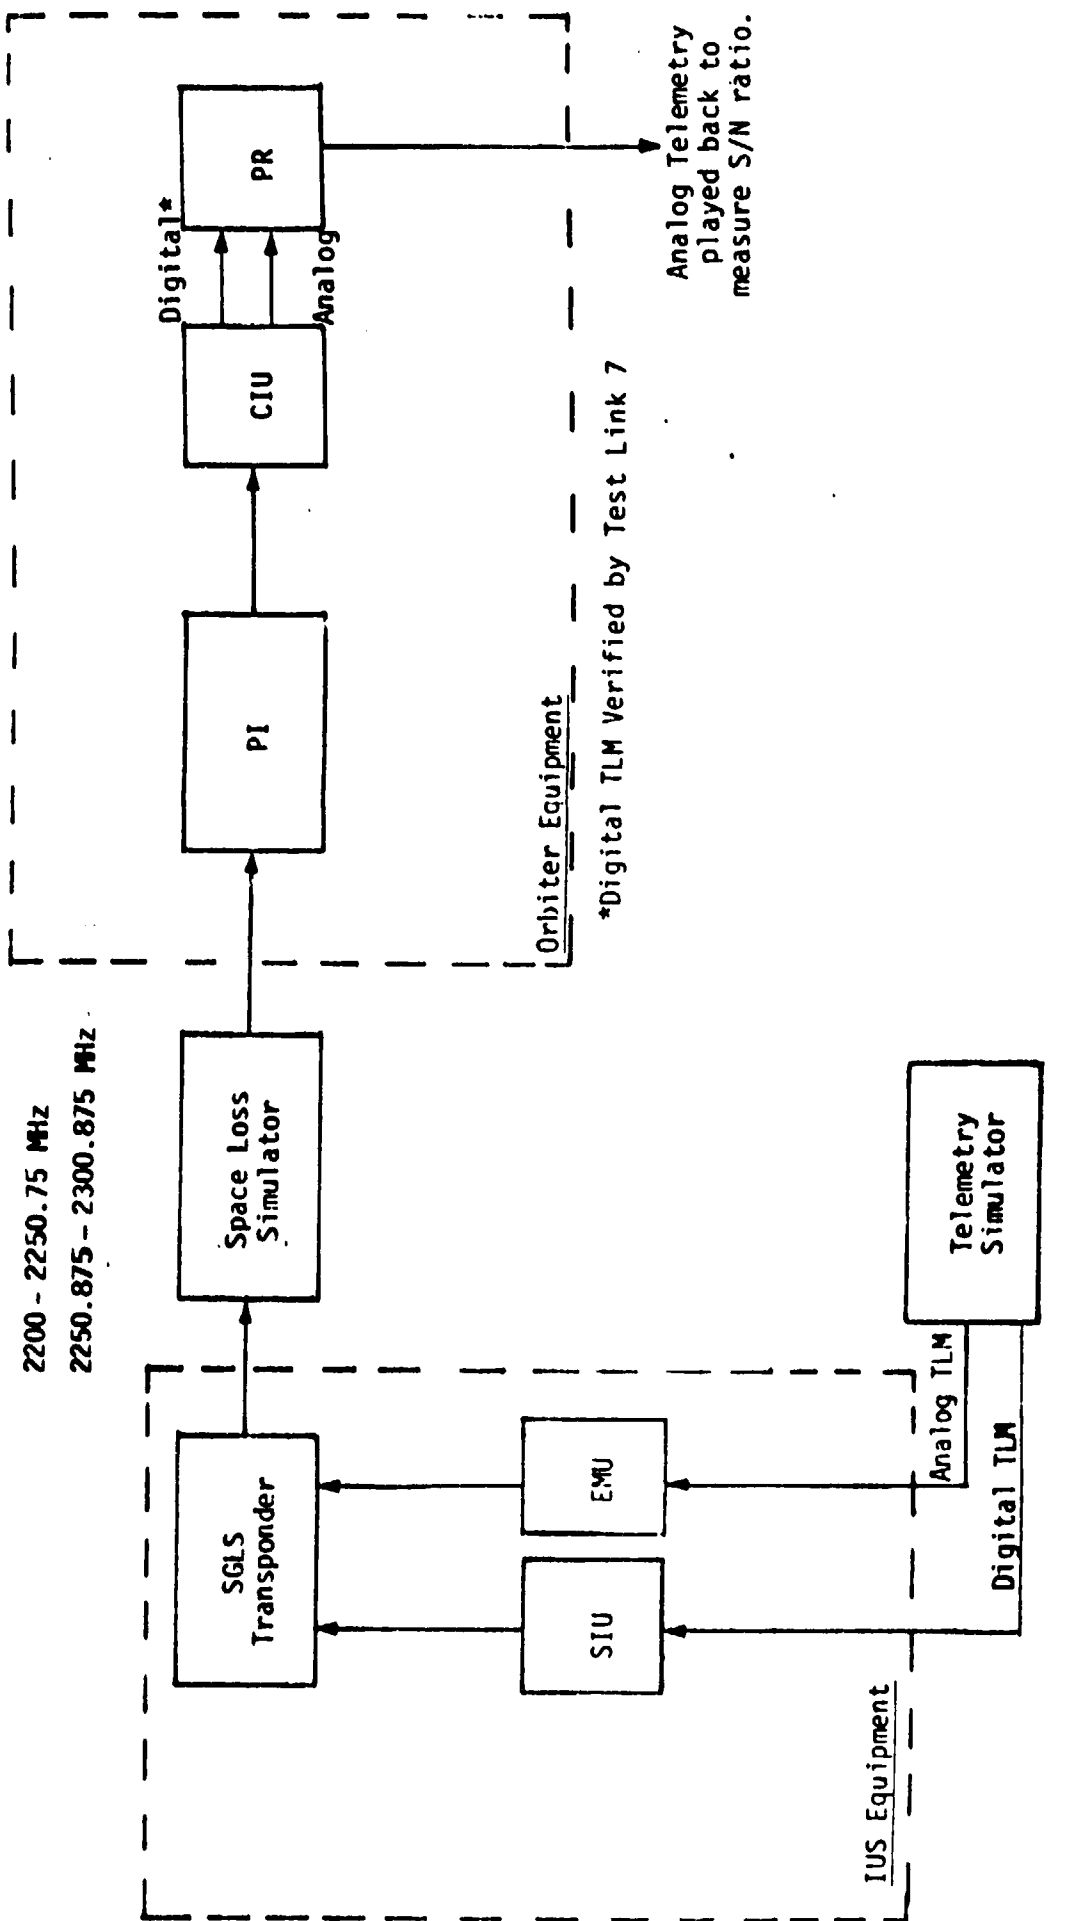 2200 - 2250.75 MHz
2250.875 - 2300.875 MHz
SGLS
Transponder
Space Loss
Simulator
PI
CIU
Digital*
Analog
PR
SIU
EMU
Orbiter Equipment
*Digital TLM Verified by Test Link 7
Analog Telemetry
played back to
measure S/N ratio.
IUS Equipment
Analog TLM
Digital TLM
Telemetry
Simulator